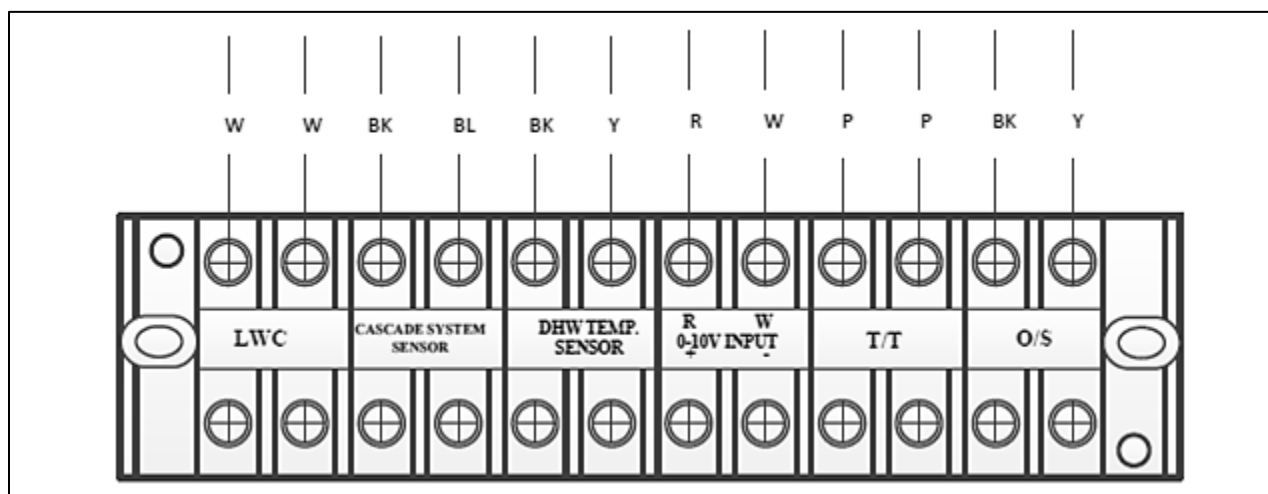 W W BK BL BK Y R W P P BK Y
LWC
CASCADE SYSTEM
SENSOR
DHW TEMP.
SENSOR
R W
0-10V INPUT
+ -
T/T
O/S